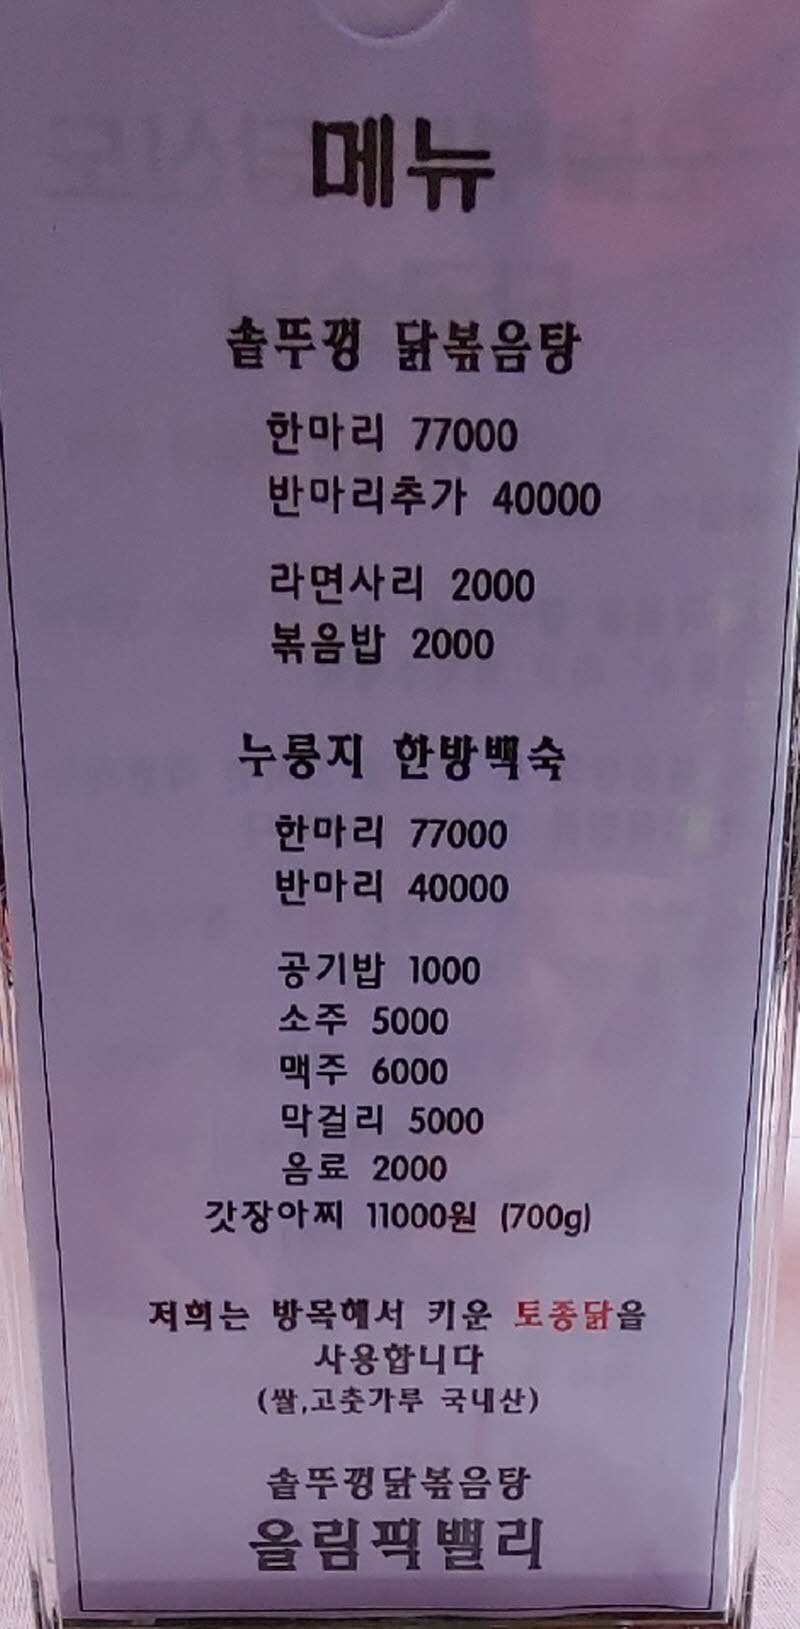 메뉴
솥뚜껑 닭볶음탕
한마리 77000
반마리추가 40000
라면사리 2000
볶음밥 2000
누룽지 한방백숙
한마리 77000
반마리 40000
공기밥 1000
소주 5000
맥주 6000
막걸리 5000
음료 2000
갓장아찌 11000원 (700g)
저희는 방목해서 키운 토종닭을
사용합니다
(쌀,고춧가루 국내산)
솥뚜껑닭볶음탕
올림픽밸리